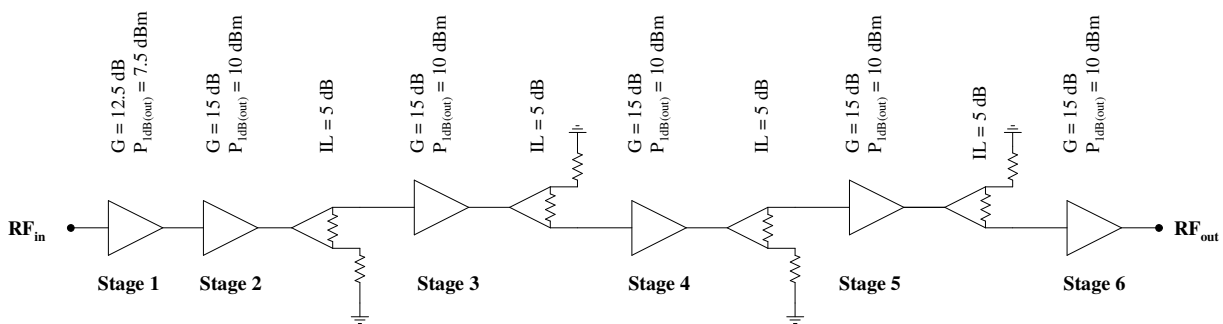 G = 12.5 dB
P1dB(out) = 7.5 dBm
G = 15 dB
P1dB(out) = 10 dBm
IL = 5 dB
G = 15 dB
P1dB(out) = 10 dBm
IL = 5 dB
G = 15 dB
P1dB(out) = 10 dBm
IL = 5 dB
G = 15 dB
P1dB(out) = 10 dBm
IL = 5 dB
G = 15 dB
P1dB(out) = 10 dBm
RFin
RFout
Stage 1
Stage 2
Stage 3
Stage 4
Stage 5
Stage 6